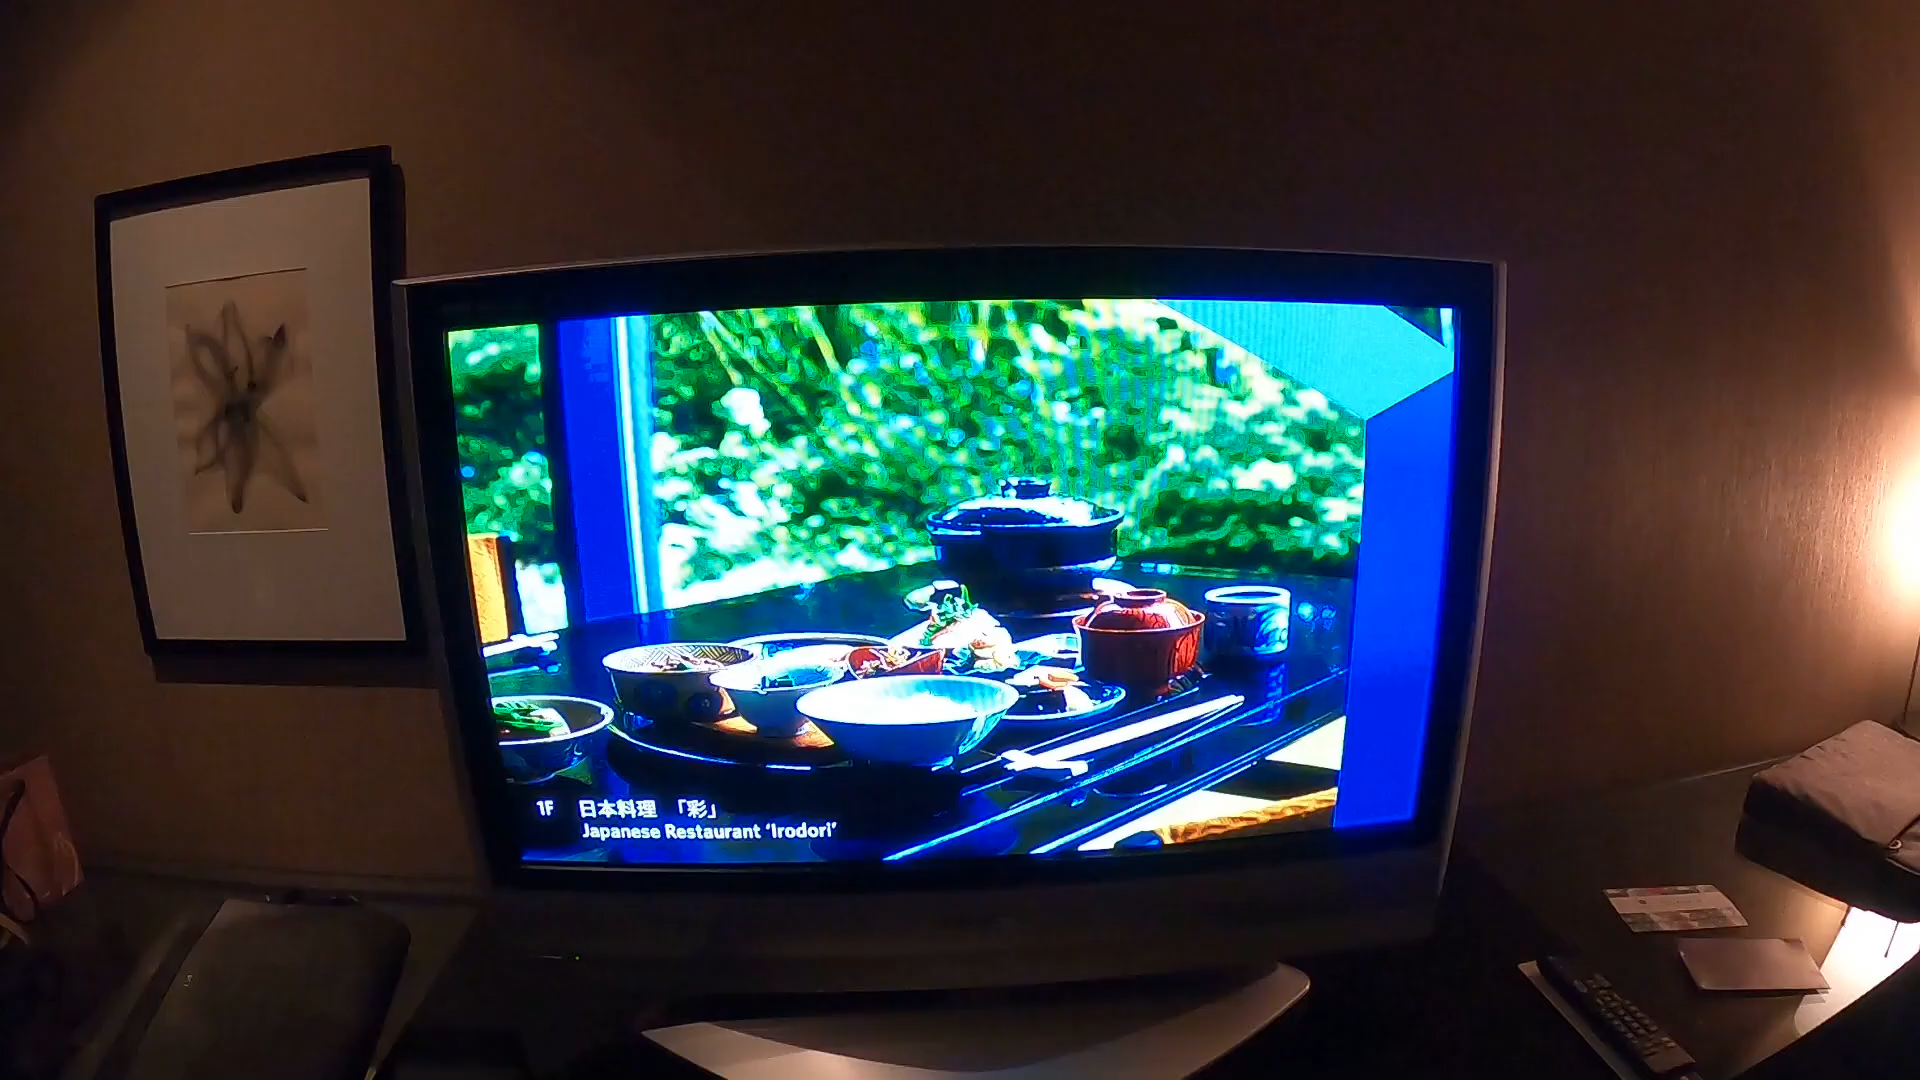 1F 日本料理 「彩」
Japanese Restaurant ‘Irodori’